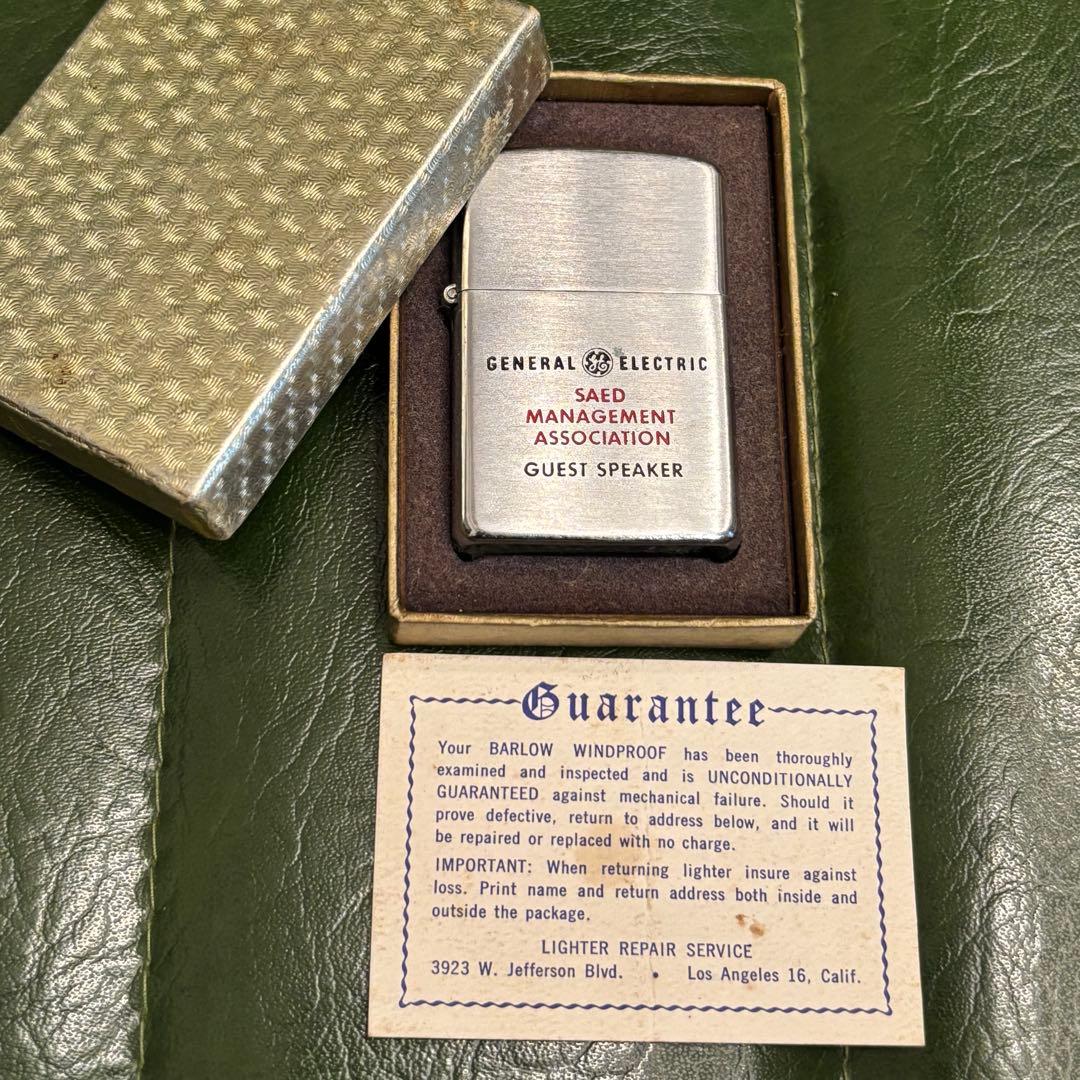 GENERAL GE ELECTRIC
SAED
MANAGEMENT
ASSOCIATION
GUEST SPEAKER
Guarantee
Your BARLOW WINDPROOF has been thoroughly
examined and inspected and is UNCONDITIONALLY
GUARANTEED against mechanical failure. Should it
prove defective, return to address below, and it will
be repaired or replaced with no charge.
IMPORTANT: When returning lighter insure against
loss. Print name and return address both inside and
outside the package.
LIGHTER REPAIR SERVICE
3923 W. Jefferson Blvd. • Los Angeles 16, Calif.